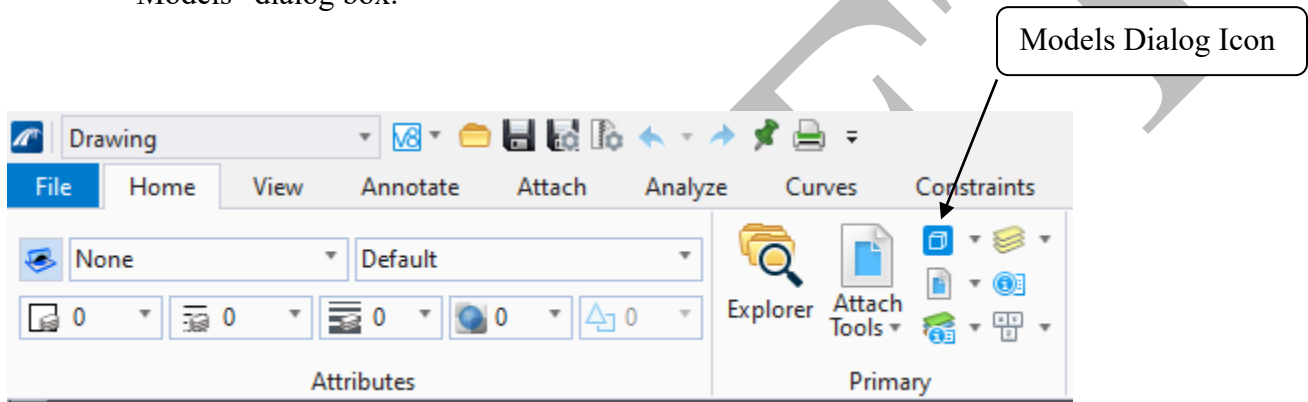 "Models" dialog box.
Models Dialog Icon
Drawing
V8
File Home View Annotate Attach Analyze Curves Constraints
None Default
0 0 0 0 0
Explorer Attach
Tools
Attributes Primary